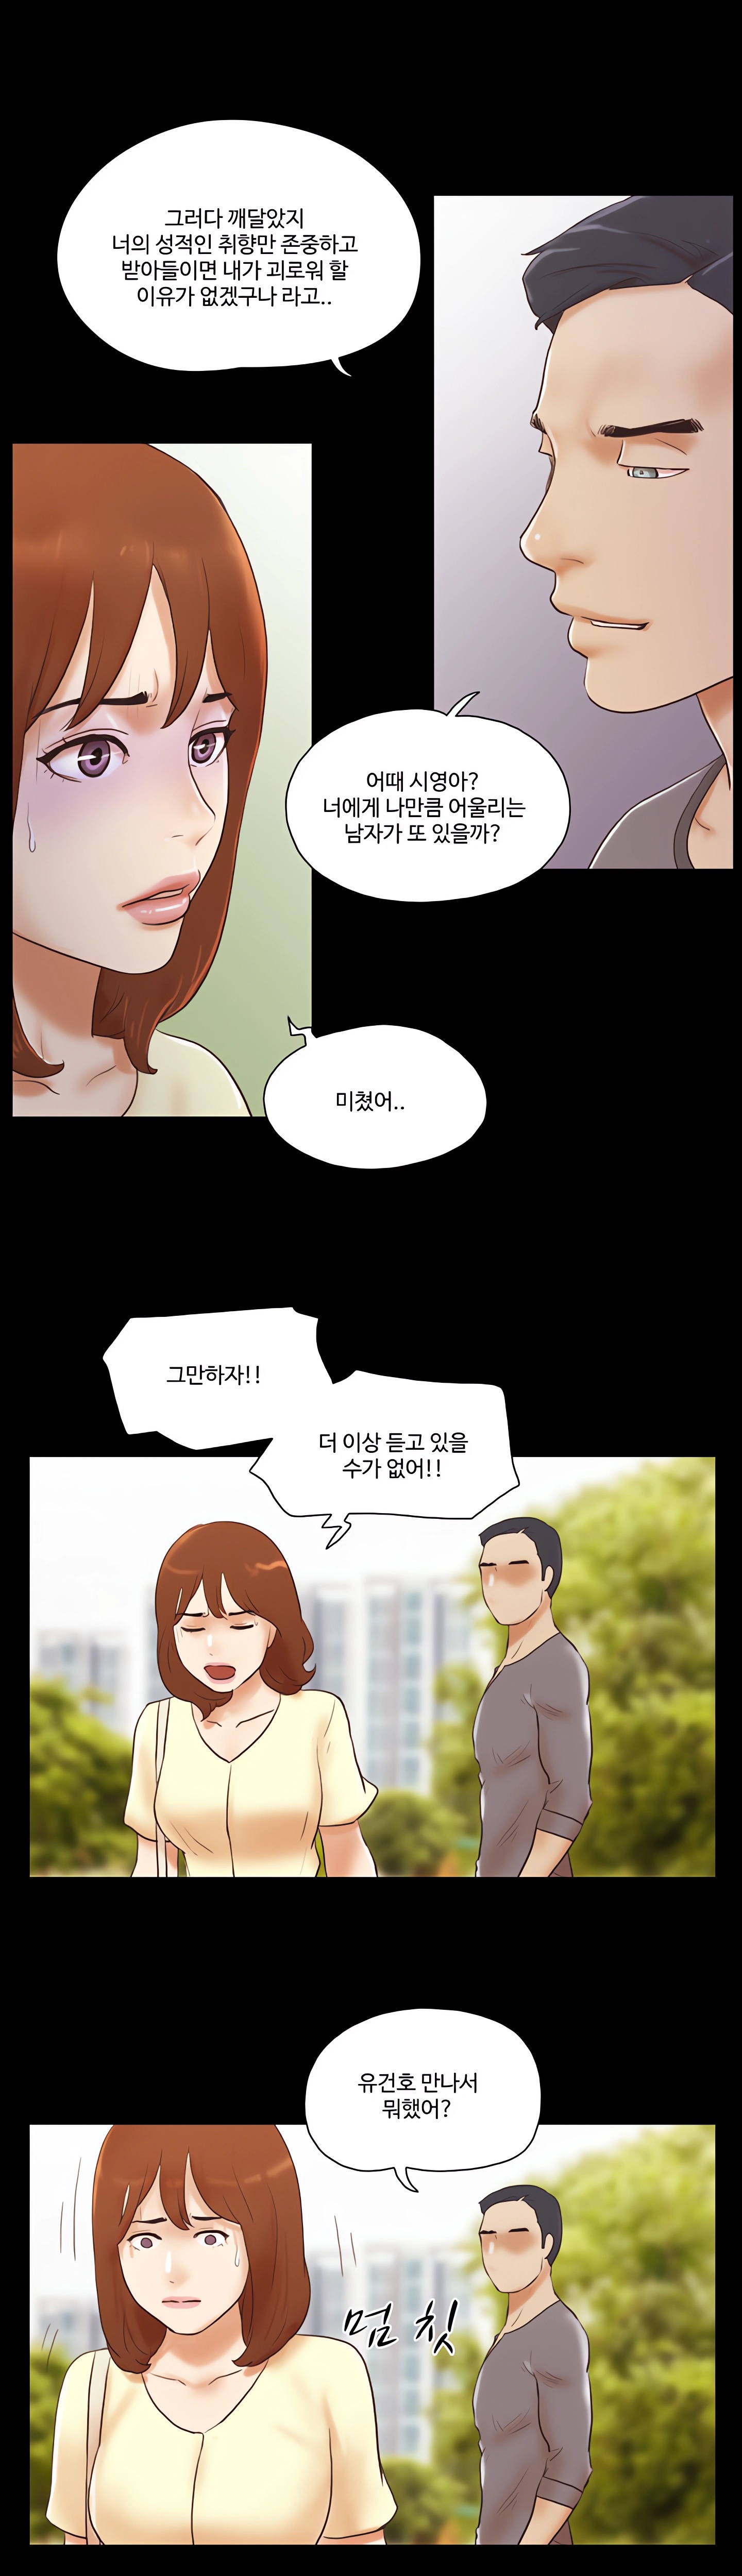 그러다 깨달았지
너의 성적인 취향만 존중하고
받아들이면 내가 괴로워 할
이유가 없겠구나 라고..
어때 시영아?
너에게 나만큼 어울리는
남자가 또 있을까?
미쳤어..
그만하자!!
더 이상 듣고 있을
수가 없어!!
유건호 만나서
뭐했어?
멈칫